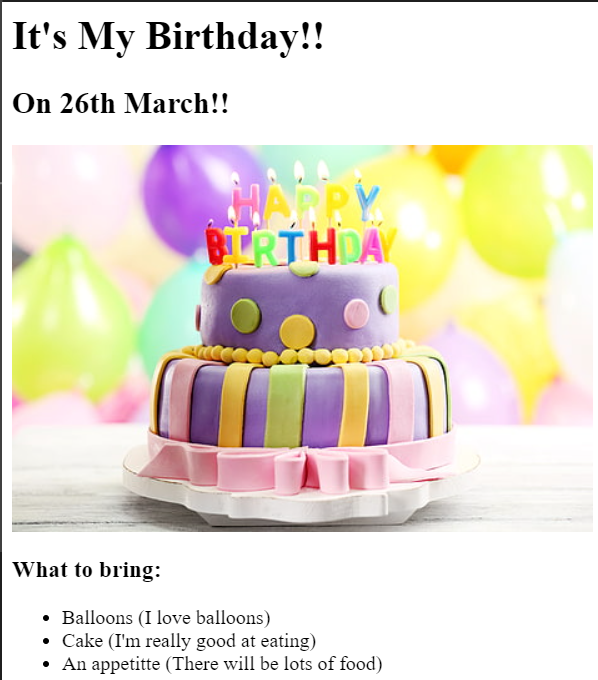 It's My Birthday!!
On 26th March!!
HAPPY
BIRTHDAY
What to bring:
Balloons (I love balloons)
Cake (I'm really good at eating)
An appetitte (There will be lots of food)